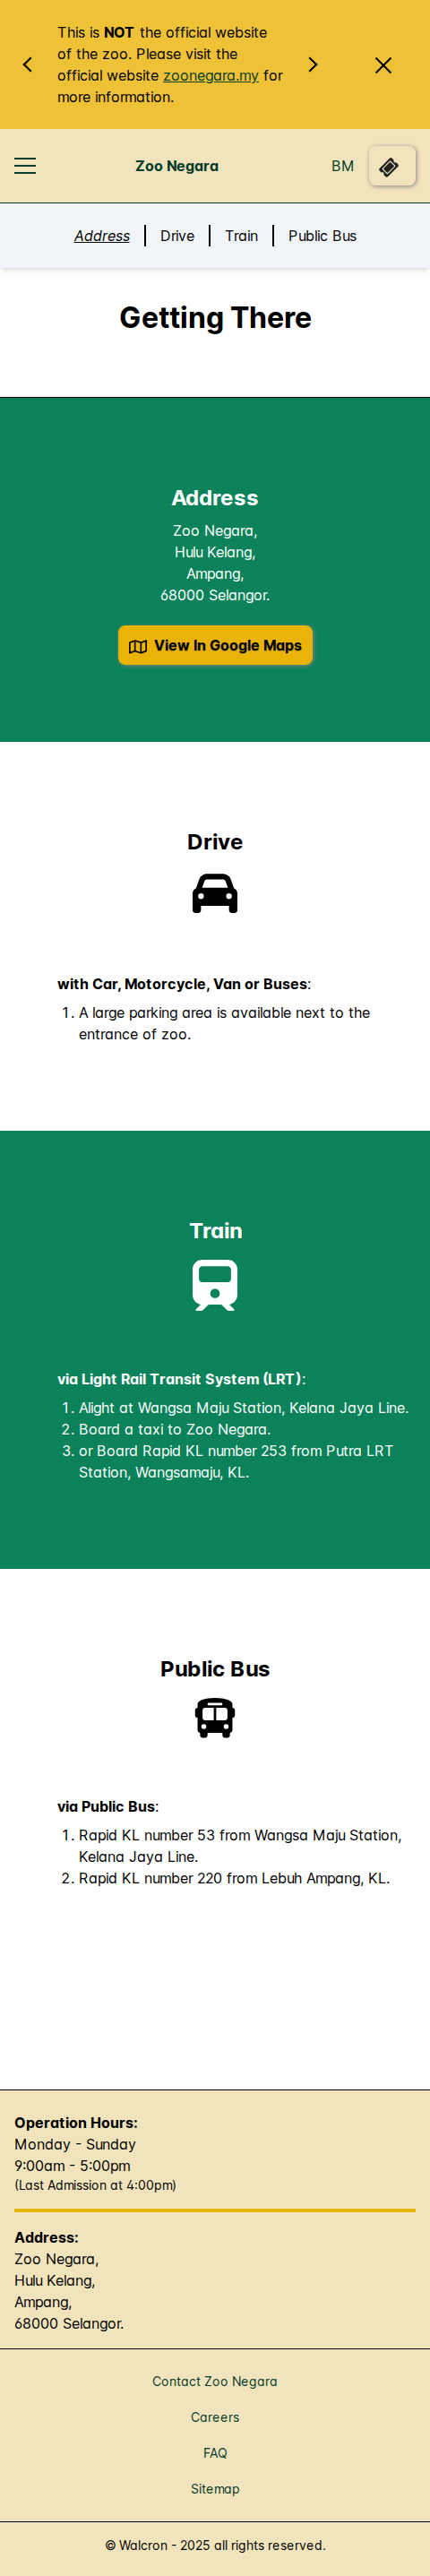 This is NOT the official website
of the zoo. Please visit the
official website zoonegara.my for
more information.
Zoo Negara
BM
Address
Drive
Train
Public Bus
Getting There
Address
Zoo Negara,
Hulu Kelang,
Ampang,
68000 Selangor.
View In Google Maps
Drive
with Car, Motorcycle, Van or Buses:
1. A large parking area is available next to the
entrance of zoo.
Train
via Light Rail Transit System (LRT):
1. Alight at Wangsa Maju Station, Kelana Jaya Line.
2. Board a taxi to Zoo Negara.
3. or Board Rapid KL number 253 from Putra LRT
Station, Wangsamaju, KL.
Public Bus
via Public Bus:
1. Rapid KL number 53 from Wangsa Maju Station,
Kelana Jaya Line.
2. Rapid KL number 220 from Lebuh Ampang, KL.
Operation Hours:
Monday - Sunday
9:00am - 5:00pm
(Last Admission at 4:00pm)
Address:
Zoo Negara,
Hulu Kelang,
Ampang,
68000 Selangor.
Contact Zoo Negara
Careers
FAQ
Sitemap
© Walcron - 2025 all rights reserved.